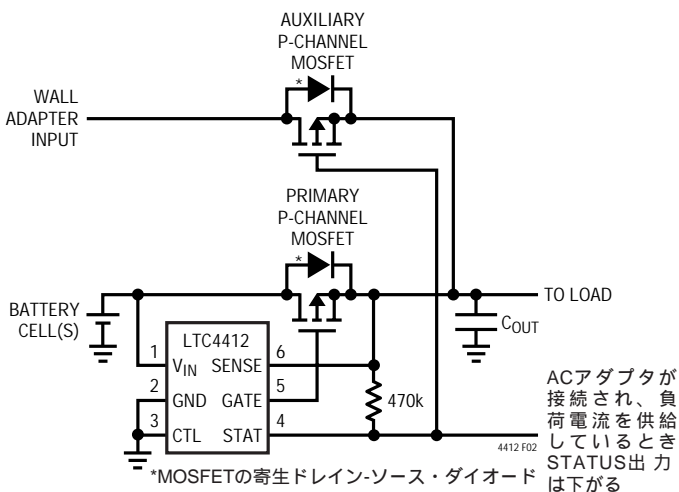 AUXILIARY
P-CHANNEL
MOSFET
*
WALL
ADAPTER
INPUT
PRIMARY
P-CHANNEL
MOSFET
*
BATTERY
CELL(S)
TO LOAD
COUT
LTC4412
1 VIN SENSE 6
2 GND GATE 5
3 CTL STAT 4
470k
4412 F02
ACアダプタが
接続され、負
荷電流を供給
しているとき
STATUS出力
は下がる
*MOSFETの寄生ドレイン-ソース・ダイオード